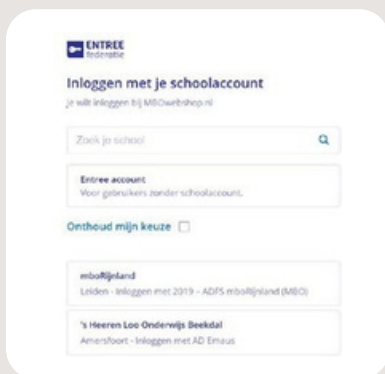 ENTREE
federatie
Inloggen met je schoolaccount
Je wilt inloggen bij MBOwebshop.nl
Zoek je school
Entree account
Voor gebruikers zonder schoolaccount.
Onthoud mijn keuze
mboRijnland
Leiden - Inloggen met 2019 – ADFS mboRijnland (MBO)
's Heeren Loo Onderwijs Beekdal
Amersfoort - Inloggen met AD Emaus